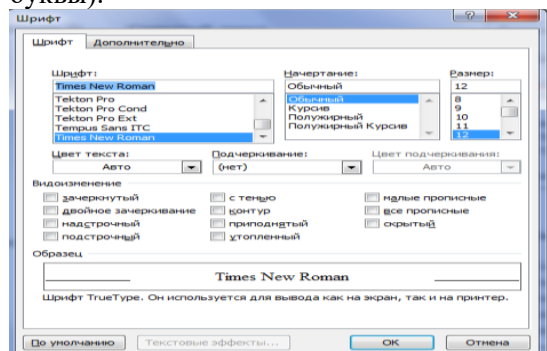 буквы).
Шрифт
Шрифт Дополнительно
Шрифт: Начертание: Размер:
Times New Roman Обычный 12
Tekton Pro Обычный 8
Tekton Pro Cond Курсив 9
Tekton Pro Ext Полужирный 10
Tempus Sans ITC Полужирный Курсив 11
Times New Roman 12
Цвет текста: Подчеркивание: Цвет подчеркивания:
Авто (нет) Авто
Видоизменение
зачеркнутый с тенью малые прописные
двойное зачеркивание контур все прописные
надстрочный приподнятый скрытый
подстрочный утопленный
Образец
Times New Roman
Шрифт TrueType. Он используется для вывода как на экран, так и на принтер.
По умолчанию Текстовые эффекты... ОК Отмена